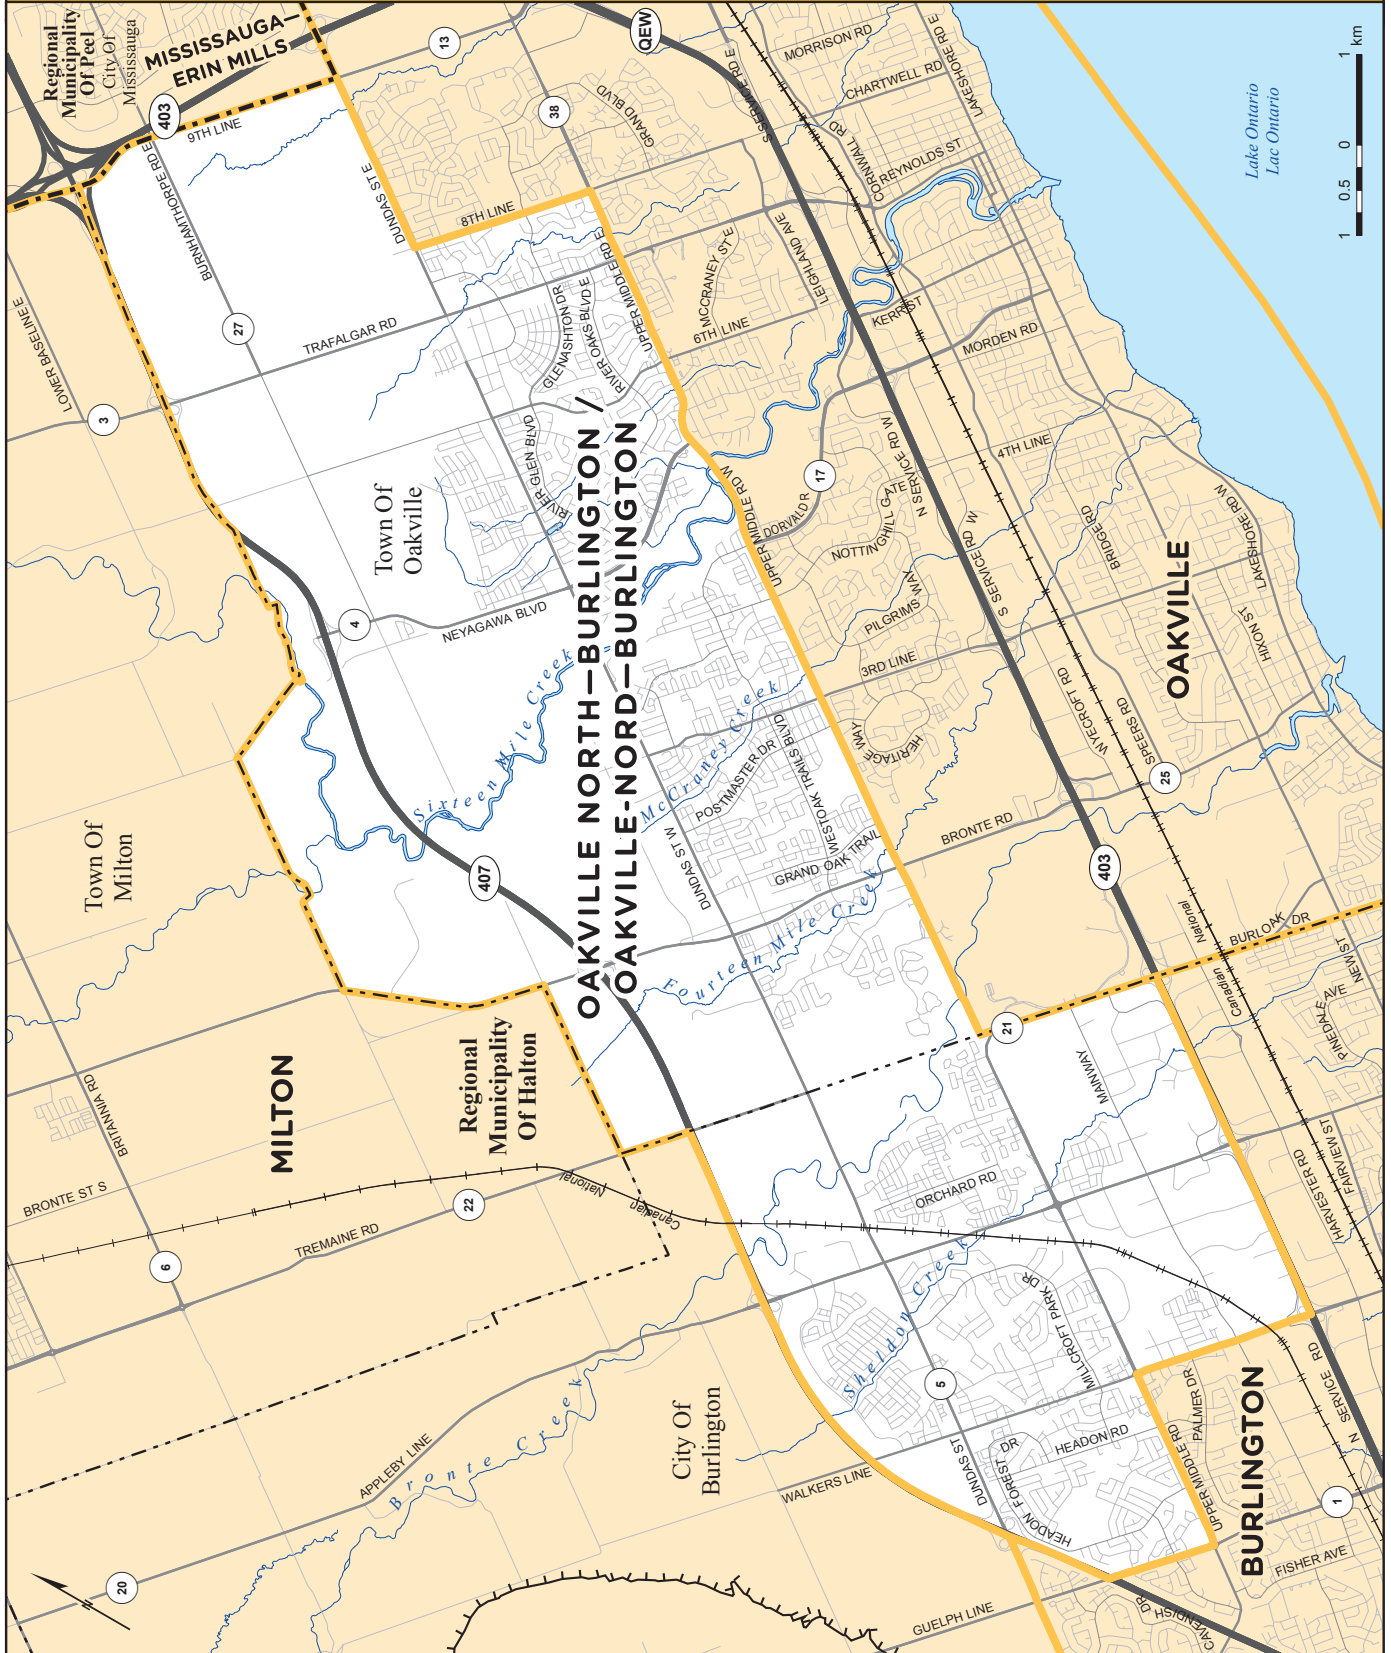 Regional
Municipality
Of Peel
City Of
Mississauga
MISSISSAUGA—
ERIN MILLS
403
9TH LINE
13
38
QEW
MORRISON RD
CHARTWELL RD
LAKESHORE RD E
S SERVICE RD E
GRAND BLVD
CORNWALL RD
REYNOLDS ST
Lake Ontario
Lac Ontario
1
0.5
0
1 km
BURNHAMTHORPE RD E
DUNDAS ST E
8TH LINE
LOWER BASELINE E
27
3
TRAFALGAR RD
GLENASHTON DR
RIVER OAKS BLVD E
UPPER MIDDLE RD E
MCCRANEY ST E
LEIGHLAND AVE
6TH LINE
KERR ST
MORDEN RD
4TH LINE
Town Of
Oakville
RIVER GLEN BLVD
RIVER
17
DORVAL DR
UPPER MIDDLE RD W
NOTTINGHILL GATE
N SERVICE RD W
S SERVICE RD W
BRIDGE RD
LAKESHORE RD W
4
NEYAGAWA BLVD
OAKVILLE NORTH—BURLINGTON /
OAKVILLE-NORD—BURLINGTON
PILGRIMS WAY
3RD LINE
HERITAGE WAY
OAKVILLE
HIXON ST
WYECROFT RD
SPEERS RD
25
Sixteen Mile Creek
McCraney Creek
POSTMASTER DR
WESTOAK TRAILS BLVD
GRAND OAK TRAIL
BRONTE RD
DUNDAS ST W
Town Of
Milton
407
403
Fourteen Mile Creek
Canadian National
BURLOAK DR
NEW ST
PINEDALE AVE
21
MAINWAY
MILTON
BRITANNIA RD
BRONTE ST S
Regional
Municipality
Of Halton
22
TREMAINE RD
6
Canadian National
ORCHARD RD
HARVESTER RD
FAIRVIEW ST
Sheldon Creek
MILLCROFT PARK DR
5
City Of
Burlington
APPLEBY LINE
Bronte Creek
WALKERS LINE
DUNDAS ST
HEADON FOREST DR
HEADON RD
UPPER MIDDLE RD
PALMER DR
BURLINGTON
N SERVICE RD
1
FISHER AVE
20
GUELPH LINE
CAVENDISH DR